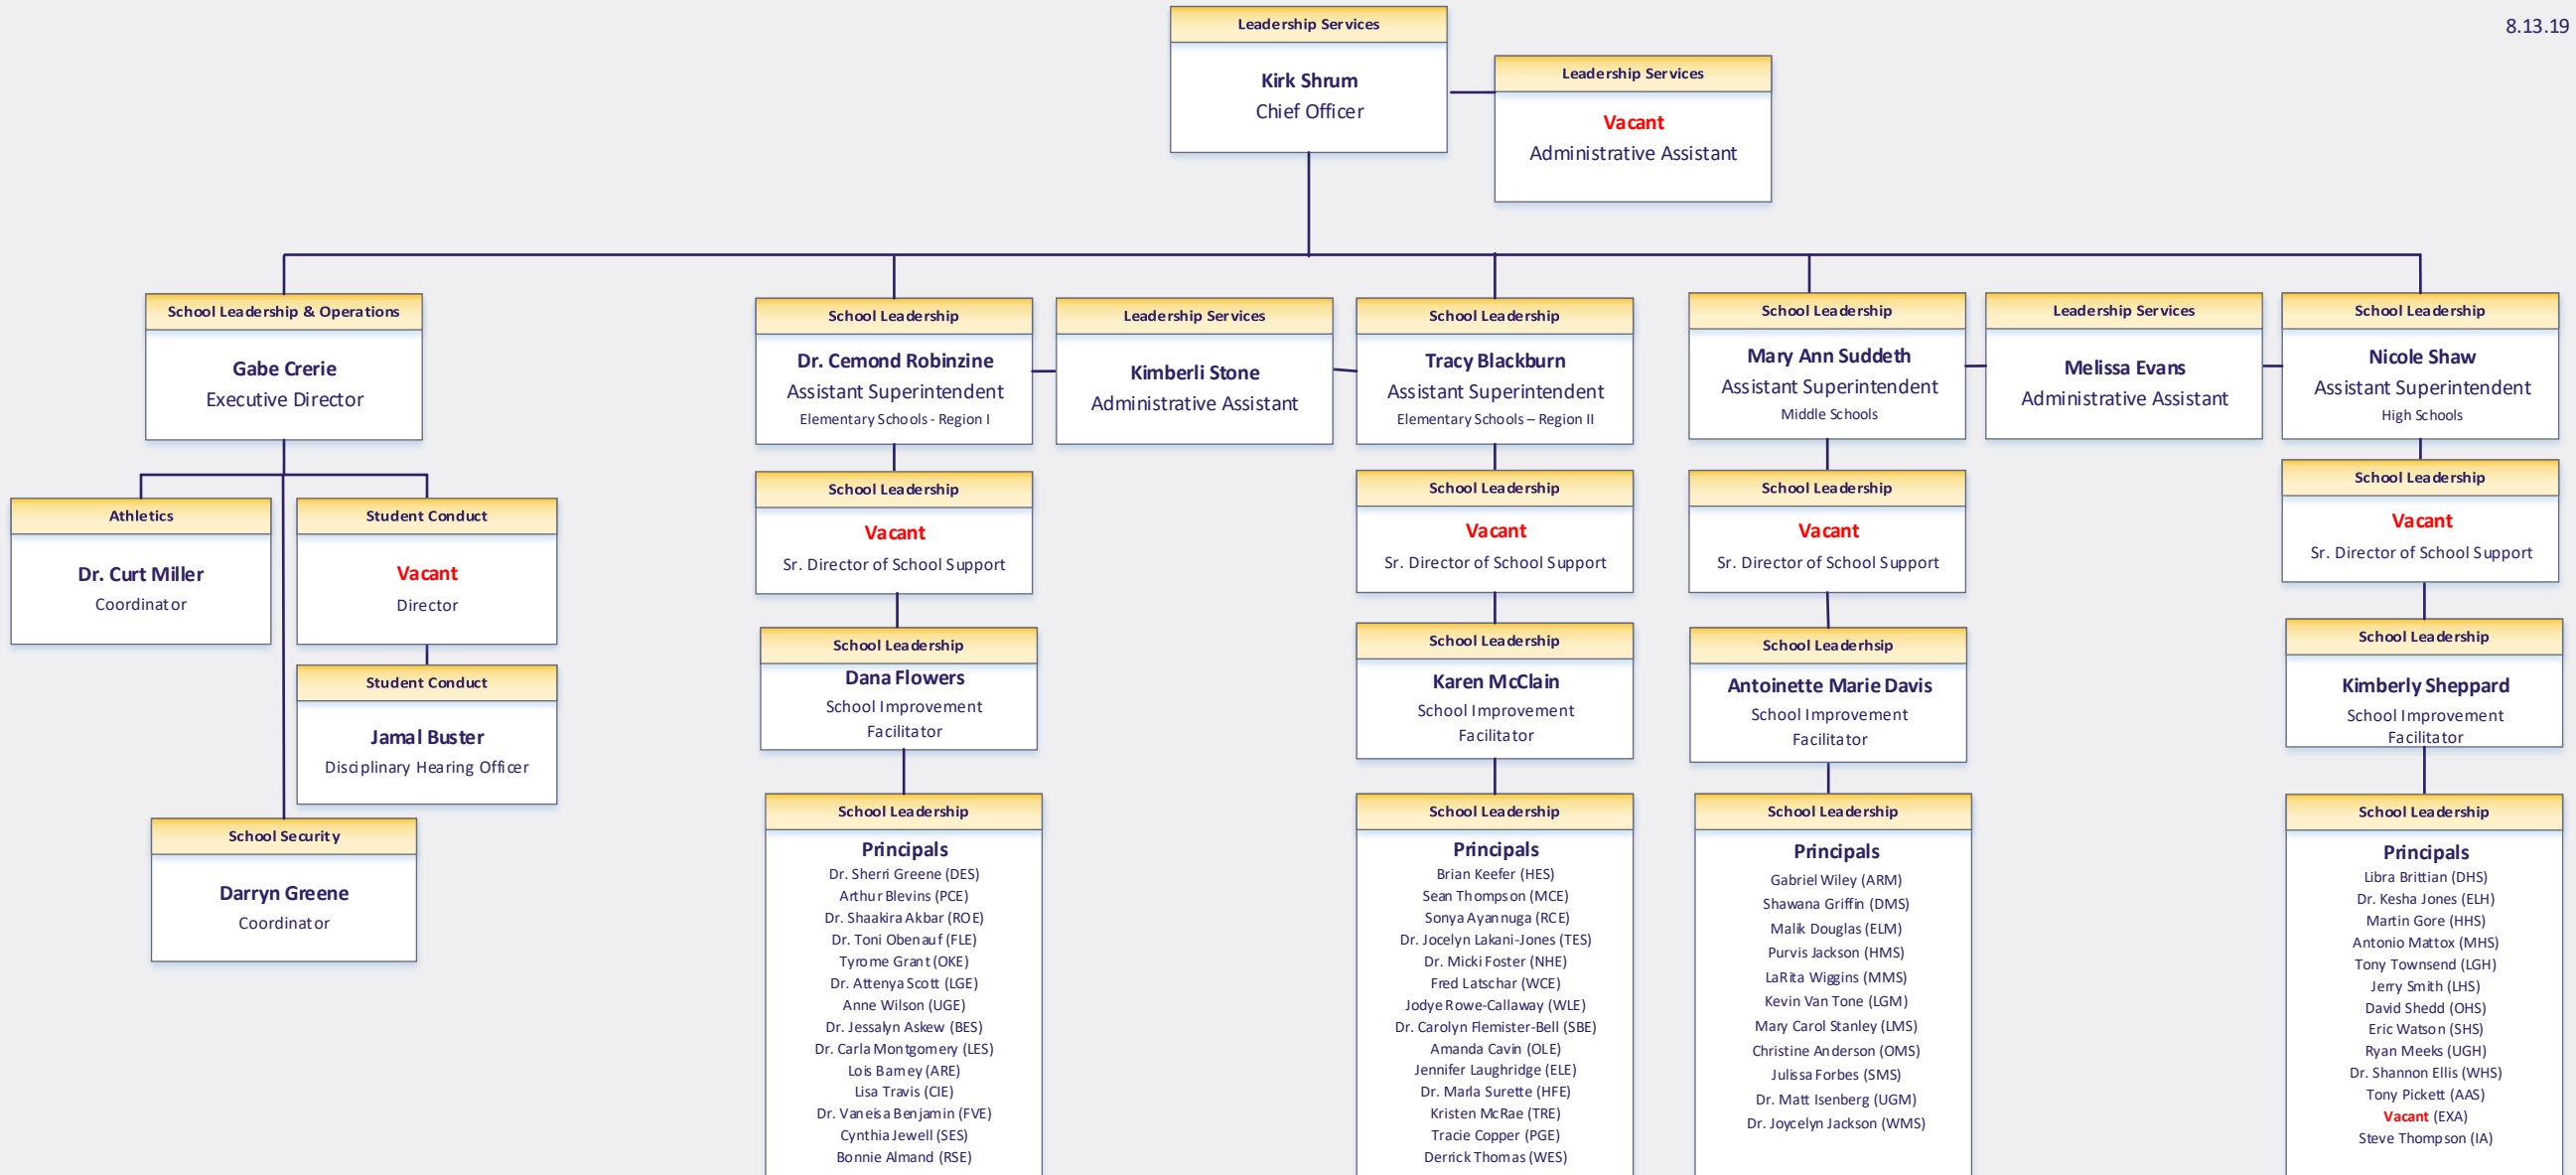 8.13.19
Leadership Services
Kirk Shrum
Chief Officer
Leadership Services
Vacant
Administrative Assistant
School Leadership & Operations
Gabe Crerie
Executive Director
School Leadership
Dr. Cemond Robinzine
Assistant Superintendent
Elementary Schools - Region I
Leadership Services
Kimberli Stone
Administrative Assistant
School Leadership
Tracy Blackburn
Assistant Superintendent
Elementary Schools – Region II
School Leadership
Mary Ann Suddeth
Assistant Superintendent
Middle Schools
Leadership Services
Melissa Evans
Administrative Assistant
School Leadership
Nicole Shaw
Assistant Superintendent
High Schools
Athletics
Dr. Curt Miller
Coordinator
Student Conduct
Vacant
Director
Student Conduct
Jamal Buster
Disciplinary Hearing Officer
School Security
Darryn Greene
Coordinator
School Leadership
Vacant
Sr. Director of School Support
School Leadership
Dana Flowers
School Improvement
Facilitator
School Leadership
Principals
Dr. Sherri Greene (DES)
Arthur Blevins (PCE)
Dr. Shaakira Akbar (ROE)
Dr. Toni Obenauf (FLE)
Tyrome Grant (OKE)
Dr. Attenya Scott (LGE)
Anne Wilson (UGE)
Dr. Jessalyn Askew (BES)
Dr. Carla Montgomery (LES)
Lois Barney (ARE)
Lisa Travis (CIE)
Dr. Vaneisa Benjamin (FVE)
Cynthia Jewell (SES)
Bonnie Almand (RSE)
School Leadership
Vacant
Sr. Director of School Support
School Leadership
Karen McClain
School Improvement
Facilitator
School Leadership
Principals
Brian Keefer (HES)
Sean Thompson (MCE)
Sonya Ayannuga (RCE)
Dr. Jocelyn Lakani-Jones (TES)
Dr. Micki Foster (NHE)
Fred Latschar (WCE)
Jodye Rowe-Callaway (WLE)
Dr. Carolyn Flemister-Bell (SBE)
Amanda Cavin (OLE)
Jennifer Laughridge (ELE)
Dr. Marla Surette (HFE)
Kristen McRae (TRE)
Tracie Copper (PGE)
Derrick Thomas (WES)
School Leadership
Vacant
Sr. Director of School Support
School Leaderhsip
Antoinette Marie Davis
School Improvement
Facilitator
School Leadership
Principals
Gabriel Wiley (ARM)
Shawana Griffin (DMS)
Malik Douglas (ELM)
Purvis Jackson (HMS)
LaRita Wiggins (MMS)
Kevin Van Tone (LGM)
Mary Carol Stanley (LMS)
Christine Anderson (OMS)
Julissa Forbes (SMS)
Dr. Matt Isenberg (UGM)
Dr. Joycelyn Jackson (WMS)
School Leadership
Vacant
Sr. Director of School Support
School Leadership
Kimberly Sheppard
School Improvement
Facilitator
School Leadership
Principals
Libra Brittian (DHS)
Dr. Kesha Jones (ELH)
Martin Gore (HHS)
Antonio Mattox (MHS)
Tony Townsend (LGH)
Jerry Smith (LHS)
David Shedd (OHS)
Eric Watson (SHS)
Ryan Meeks (UGH)
Dr. Shannon Ellis (WHS)
Tony Pickett (AAS)
Vacant (EXA)
Steve Thompson (IA)